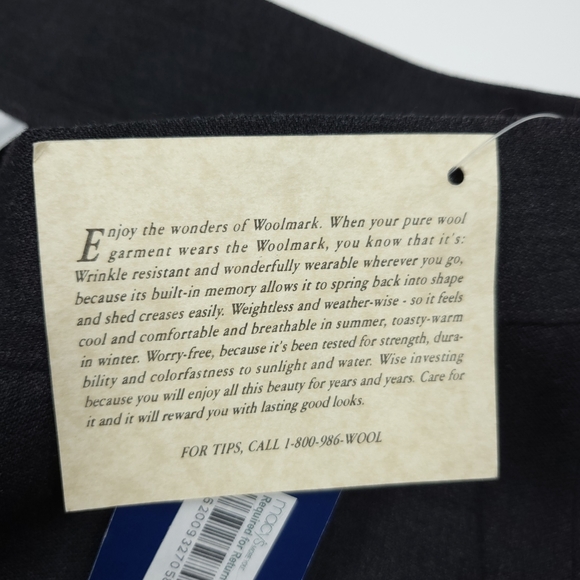 Enjoy the wonders of Woolmark. When your pure wool
garment wears the Woolmark, you know that it's:
Wrinkle resistant and wonderfully wearable wherever you go,
because its built-in memory allows it to spring back into shape
and shed creases easily. Weightless and weather-wise - so it feels
cool and comfortable and breathable in summer, toasty-warm
in winter. Worry-free, because it's been tested for strength, dura-
bility and colorfastness to sunlight and water. Wise investing
because you will enjoy all this beauty for years and years. Care for
it and it will reward you with lasting good looks.
FOR TIPS, CALL 1-800-986-WOOL
macy's
Required for Return